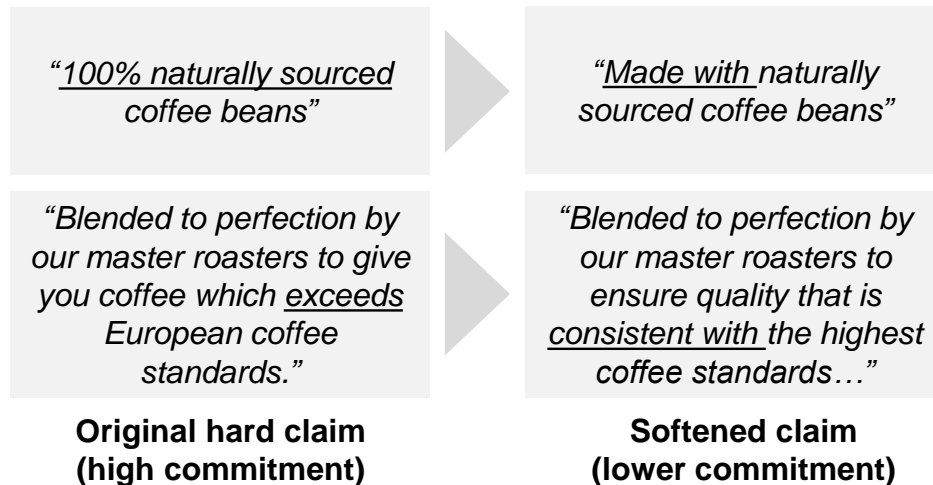 “100% naturally sourced
coffee beans”
“Made with naturally
sourced coffee beans”
“Blended to perfection by
our master roasters to give
you coffee which exceeds
European coffee
standards.”
“Blended to perfection by
our master roasters to
ensure quality that is
consistent with the highest
coffee standards…”
Original hard claim
(high commitment)
Softened claim
(lower commitment)